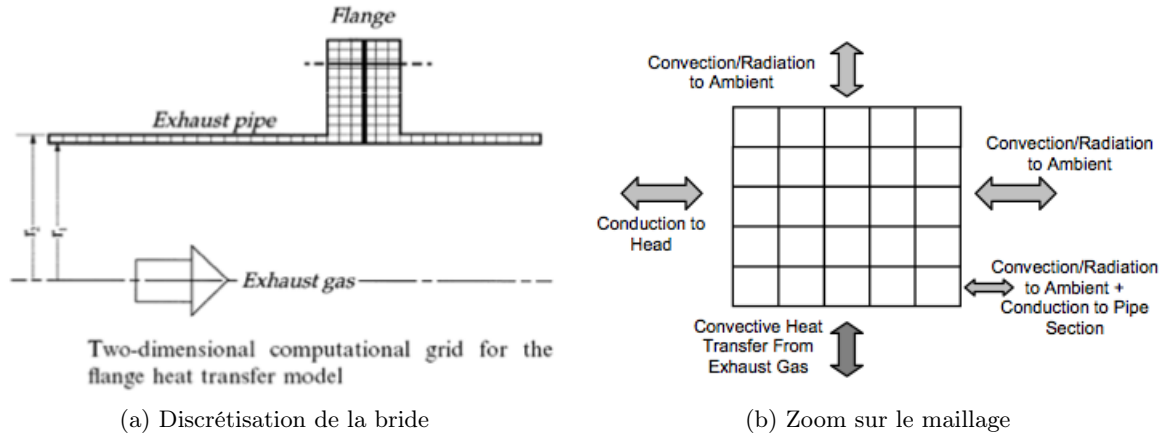 Flange
Exhaust pipe
r₂
r₁
Exhaust gas
Two-dimensional computational grid for the
flange heat transfer model
(a) Discrétisation de la bride
Convection/Radiation
to Ambient
Convection/Radiation
to Ambient
Conduction to
Head
Convection/Radiation
to Ambient +
Conduction to Pipe
Section
Convective Heat
Transfer From
Exhaust Gas
(b) Zoom sur le maillage